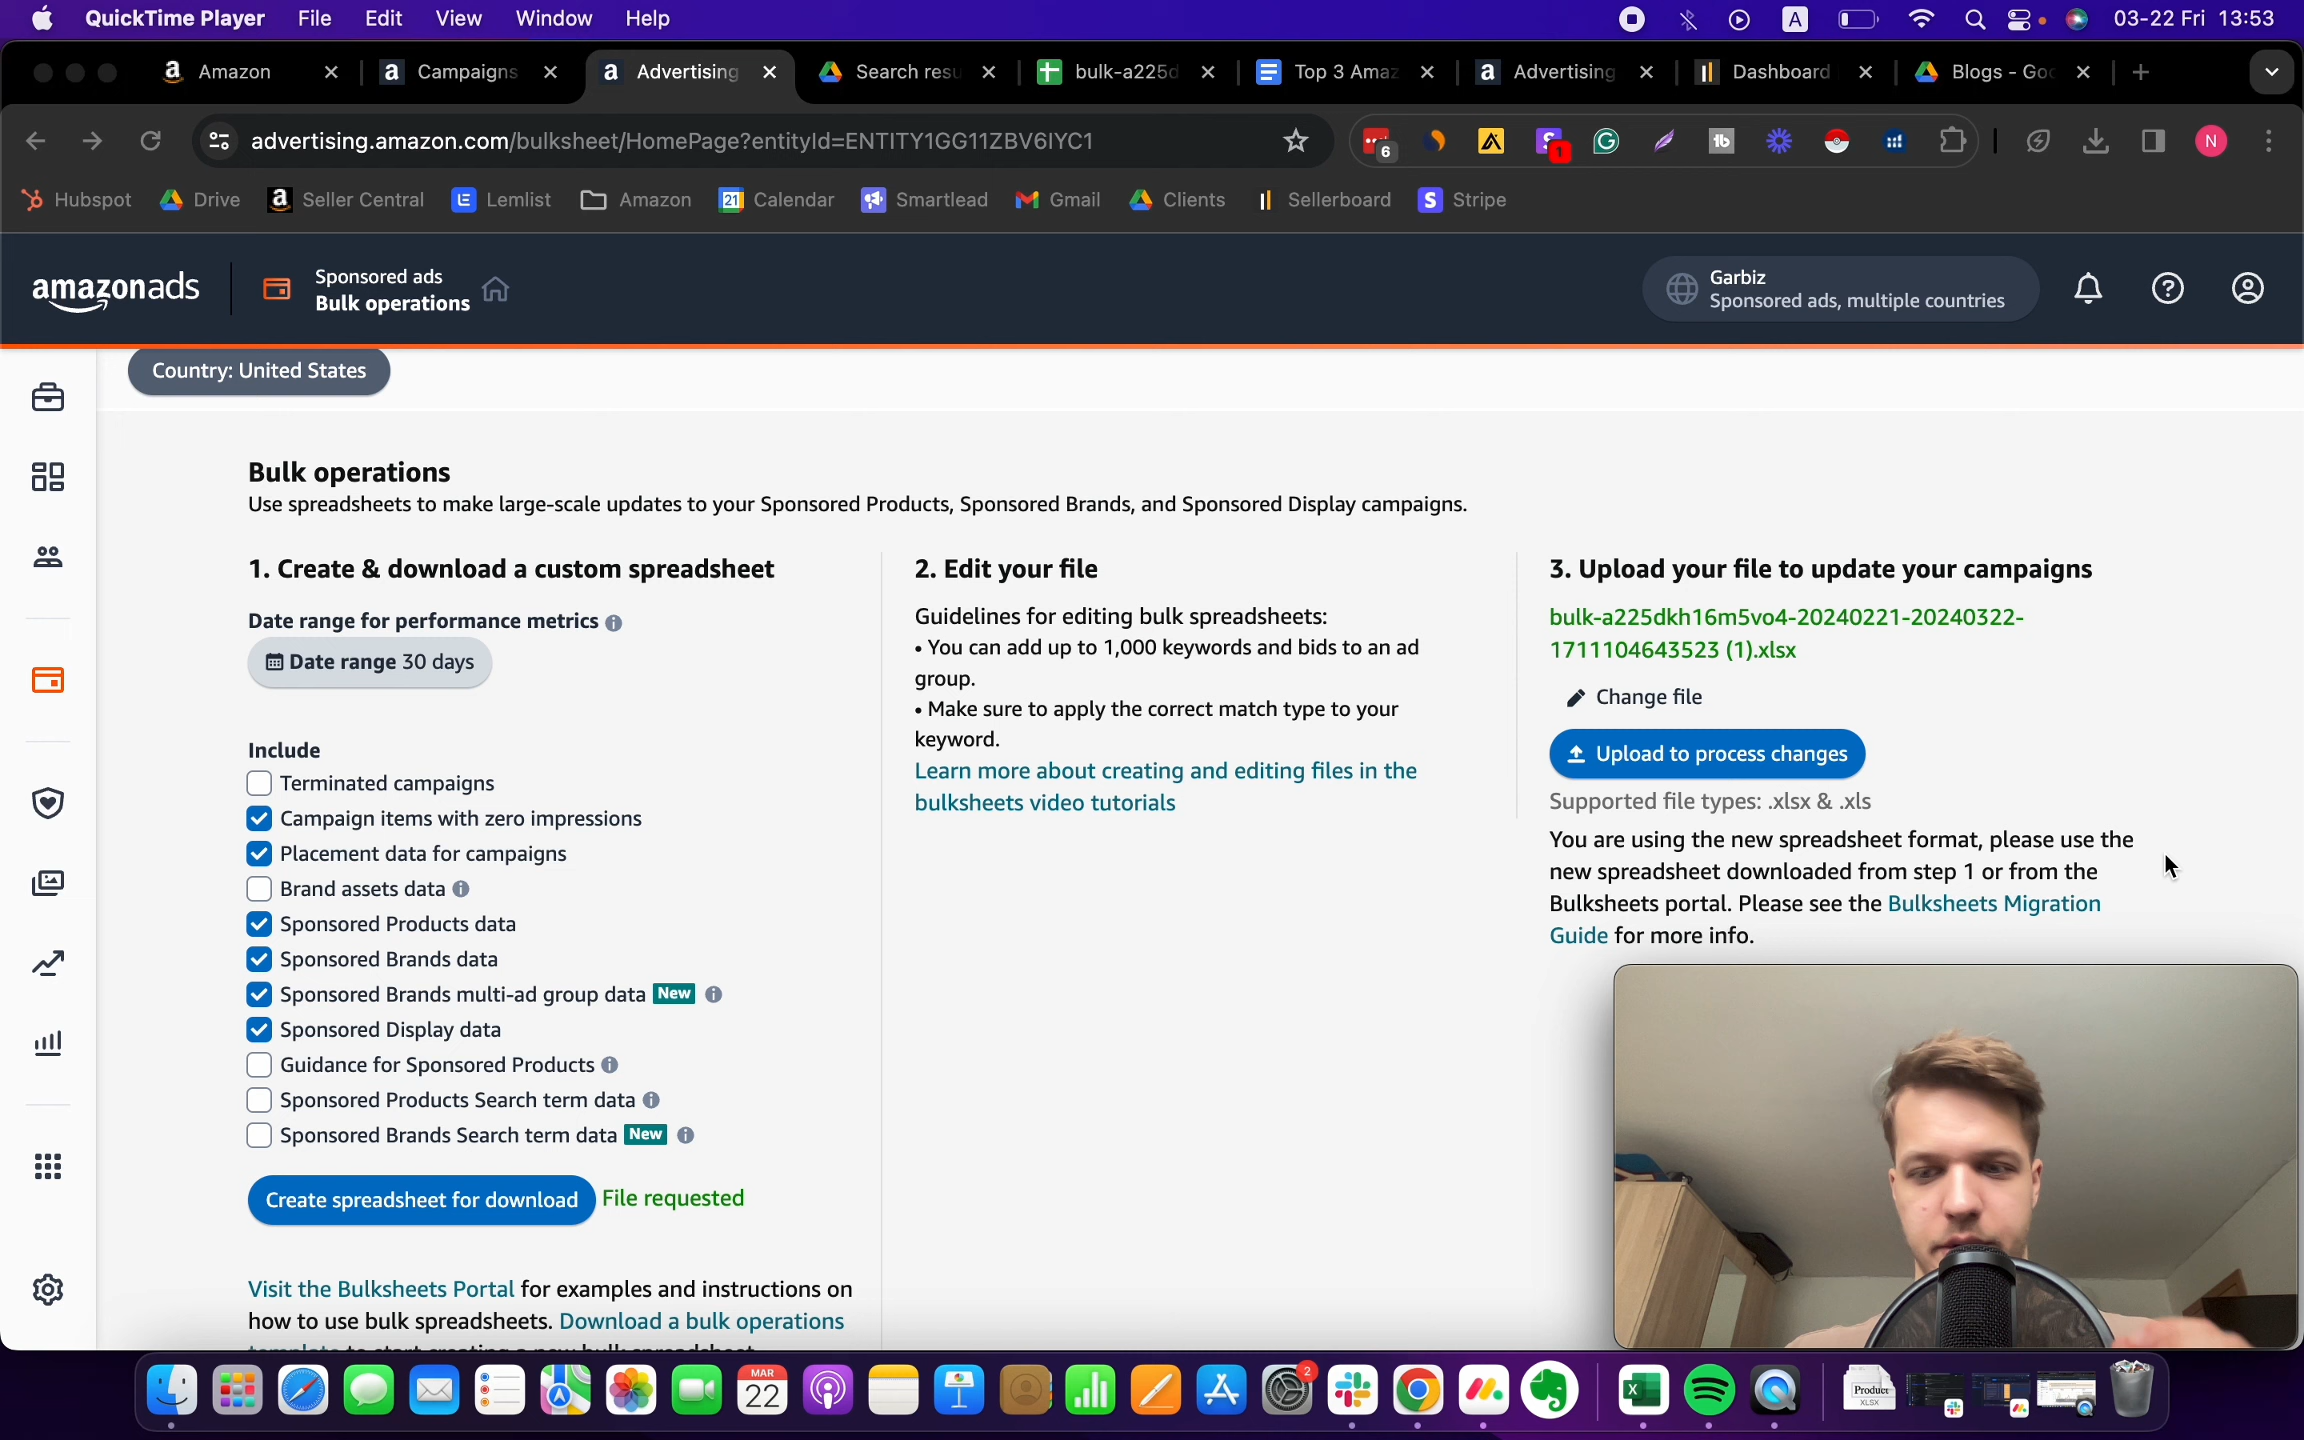 QuickTime Player File Edit View Window Help A 03-22 Fri 13:53
a Amazon a Campaigns a Advertising Search resu bulk-a225d Top 3 Amaz a Advertising Dashboard Blogs - Goo
advertising.amazon.com/bulksheet/HomePage?entityId=ENTITY1GG11ZBV6IYC1 6 1 N
Hubspot Drive a Seller Central Lemlist Amazon 21 Calendar Smartlead Gmail Clients Sellerboard S Stripe
amazonads
Sponsored ads
Bulk operations
Garbiz
Sponsored ads, multiple countries
Country: United States
Bulk operations
Use spreadsheets to make large-scale updates to your Sponsored Products, Sponsored Brands, and Sponsored Display campaigns.
1. Create & download a custom spreadsheet
Date range for performance metrics
Date range 30 days
Include
Terminated campaigns
Campaign items with zero impressions
Placement data for campaigns
Brand assets data
Sponsored Products data
Sponsored Brands data
Sponsored Brands multi-ad group data New
Sponsored Display data
Guidance for Sponsored Products
Sponsored Products Search term data
Sponsored Brands Search term data New
Create spreadsheet for download File requested
Visit the Bulksheets Portal for examples and instructions on
how to use bulk spreadsheets. Download a bulk operations
2. Edit your file
Guidelines for editing bulk spreadsheets:
• You can add up to 1,000 keywords and bids to an ad
group.
• Make sure to apply the correct match type to your
keyword.
Learn more about creating and editing files in the
bulksheets video tutorials
3. Upload your file to update your campaigns
bulk-a225dkh16m5vo4-20240221-20240322-
1711104643523 (1).xlsx
Change file
Upload to process changes
Supported file types: .xlsx & .xls
You are using the new spreadsheet format, please use the
new spreadsheet downloaded from step 1 or from the
Bulksheets portal. Please see the Bulksheets Migration
Guide for more info.
MAR
22
2
Product
XLSX